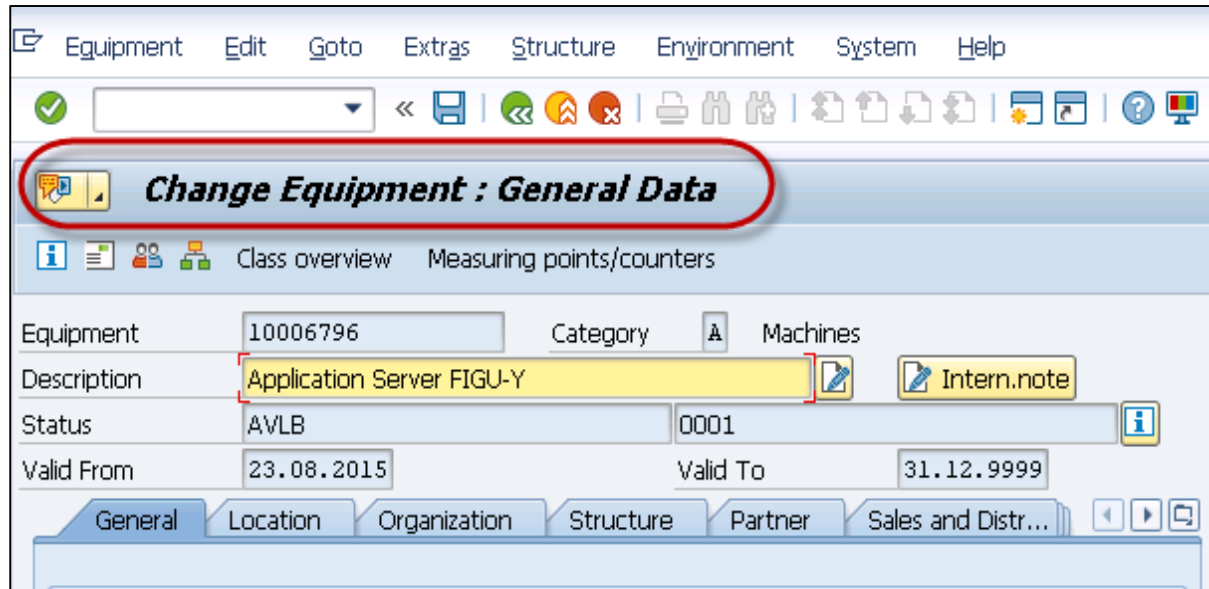 Equipment Edit Goto Extras Structure Environment System Help
Change Equipment : General Data
Class overview Measuring points/counters
Equipment 10006796 Category A Machines
Description Application Server FIGU-Y Intern.note
Status AVLB 0001
Valid From 23.08.2015 Valid To 31.12.9999
General Location Organization Structure Partner Sales and Distr...